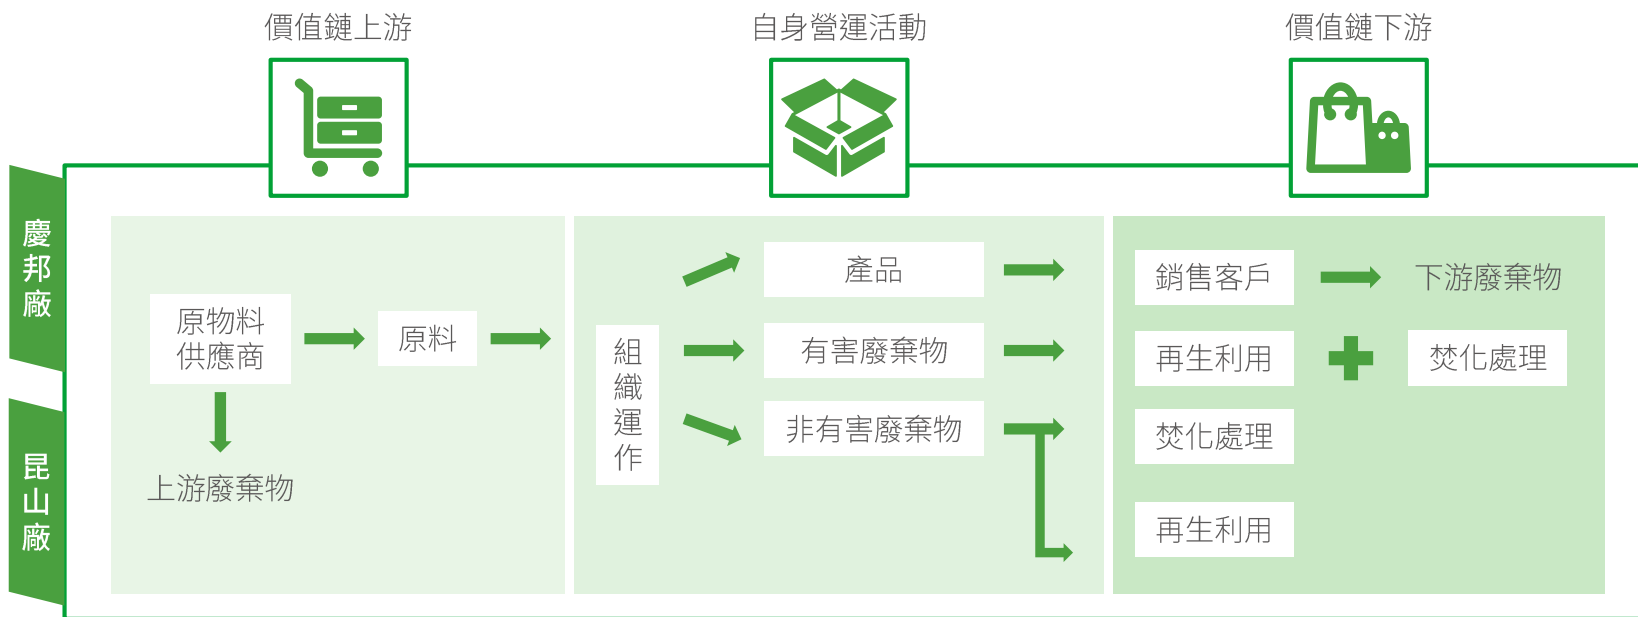 價值鏈上游
自身營運活動
價值鏈下游
慶邦廠
昆山廠
原物料
供應商
原料
上游廢棄物
組織運作
產品
有害廢棄物
非有害廢棄物
銷售客戶
下游廢棄物
再生利用
焚化處理
焚化處理
再生利用